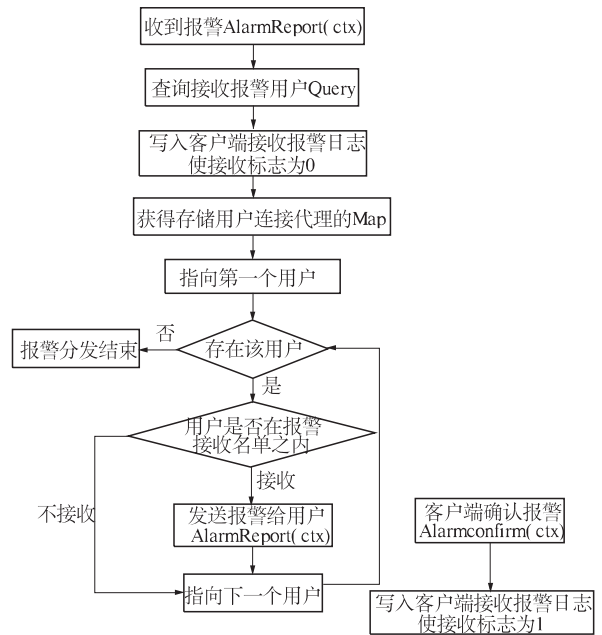 收到报警AlarmReport( ctx)
查询接收报警用户Query
写入客户端接收报警日志
使接收标志为0
获得存储用户连接代理的Map
指向第一个用户
否
报警分发结束
存在该用户
是
用户是否在报警
接收名单之内
接收
不接收
发送报警给用户
AlarmReport( ctx)
指向下一个用户
客户端确认报警
Alarmconfirm( ctx)
写入客户端接收报警日志
使接收标志为1